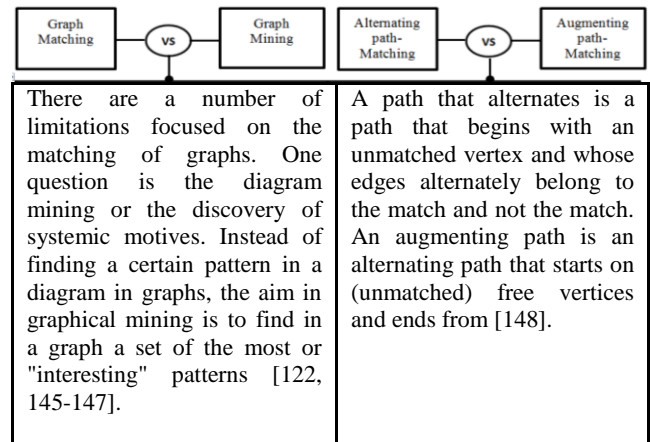 Graph
Matching
vs
Graph
Mining
Alternating
path-
Matching
vs
Augmenting
path-
Matching
There are a number of
limitations focused on the
matching of graphs. One
question is the diagram
mining or the discovery of
systemic motives. Instead of
finding a certain pattern in a
diagram in graphs, the aim in
graphical mining is to find in
a graph a set of the most or
"interesting" patterns [122,
145-147].
A path that alternates is a
path that begins with an
unmatched vertex and whose
edges alternately belong to
the match and not the match.
An augmenting path is an
alternating path that starts on
(unmatched) free vertices
and ends from [148].